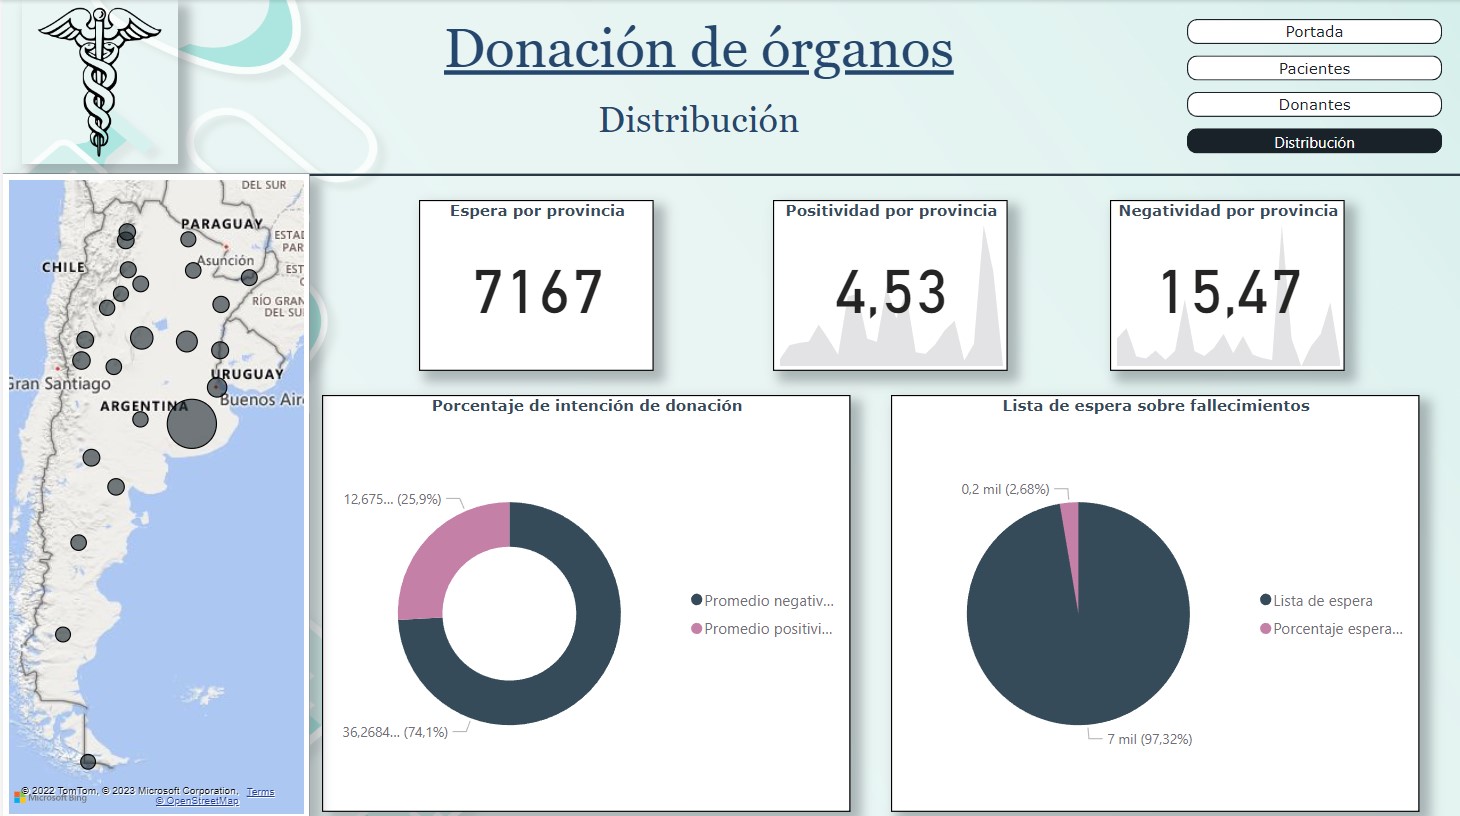 Donación de órganos
Distribución
Portada
Pacientes
Donantes
Distribución
DEL SUR
PARAGUAY
ESTAD
PAR
Asunción
CHILE
EST
RÍO GRAN
DEL SU
URUGUAY
Gran Santiago
Buenos Air
ARGENTINA
© 2022 TomTom, © 2023 Microsoft Corporation, Terms
© OpenStreetMap
Microsoft Bing
Espera por provincia
7167
Positividad por provincia
4,53
Negatividad por provincia
15,47
Porcentaje de intención de donación
12,675... (25,9%)
36,2684... (74,1%)
Promedio negativ...
Promedio positivi...
Lista de espera sobre fallecimientos
0,2 mil (2,68%)
7 mil (97,32%)
Lista de espera
Porcentaje espera...